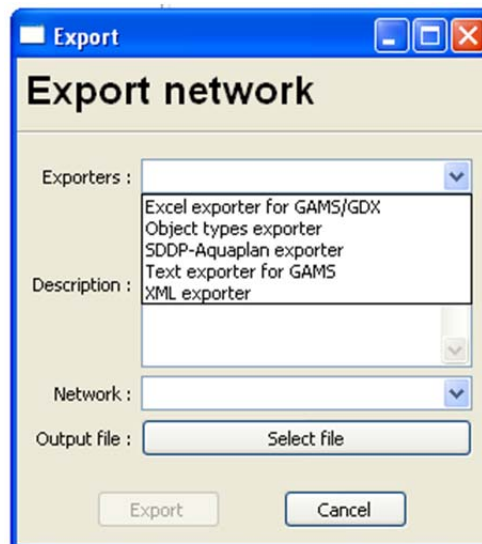 Export
Export network
Exporters :
Excel exporter for GAMS/GDX
Object types exporter
SDDP-Aquaplan exporter
Text exporter for GAMS
XML exporter
Description :
Network :
Output file :
Select file
Export
Cancel